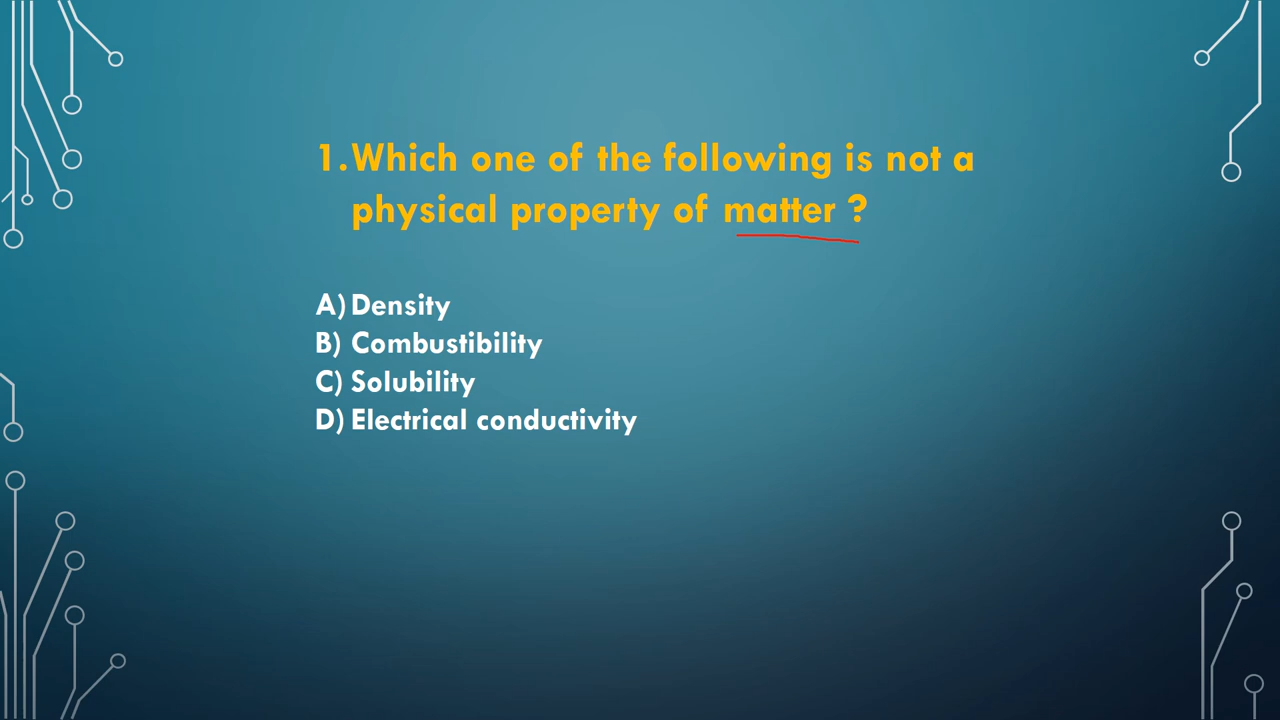 1.Which one of the following is not a
physical property of matter ?
A) Density
B) Combustibility
C) Solubility
D) Electrical conductivity